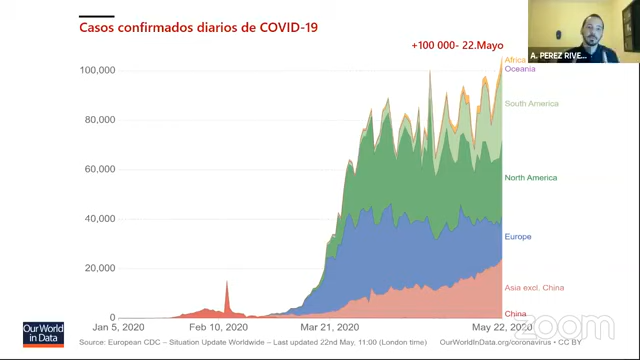 Casos confirmados diarios de COVID-19
+100 000- 22.Mayo
A. PEREZ RIVE...
Africa
Oceania
100,000
South America
80,000
60,000
North America
40,000
Europe
20,000
Asia excl. China
China
0
Jan 5, 2020
Feb 10, 2020
Mar 21, 2020
May 22, 2020
zoom
Our World
in Data
Source: European CDC – Situation Update Worldwide – Last updated 22nd May, 11:00 (London time)
OurWorldInData.org/coronavirus • CC BY